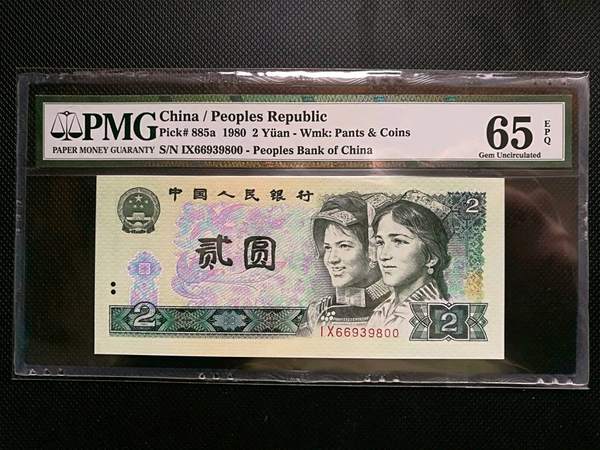 PMG
PAPER MONEY GUARANTY
China / Peoples Republic
Pick# 885a 1980 2 Yüan - Wmk: Pants & Coins
S/N IX66939800 - Peoples Bank of China
65
EPQ
Gem Uncirculated
中国人民银行
2
贰圆
IX66939800
2
2